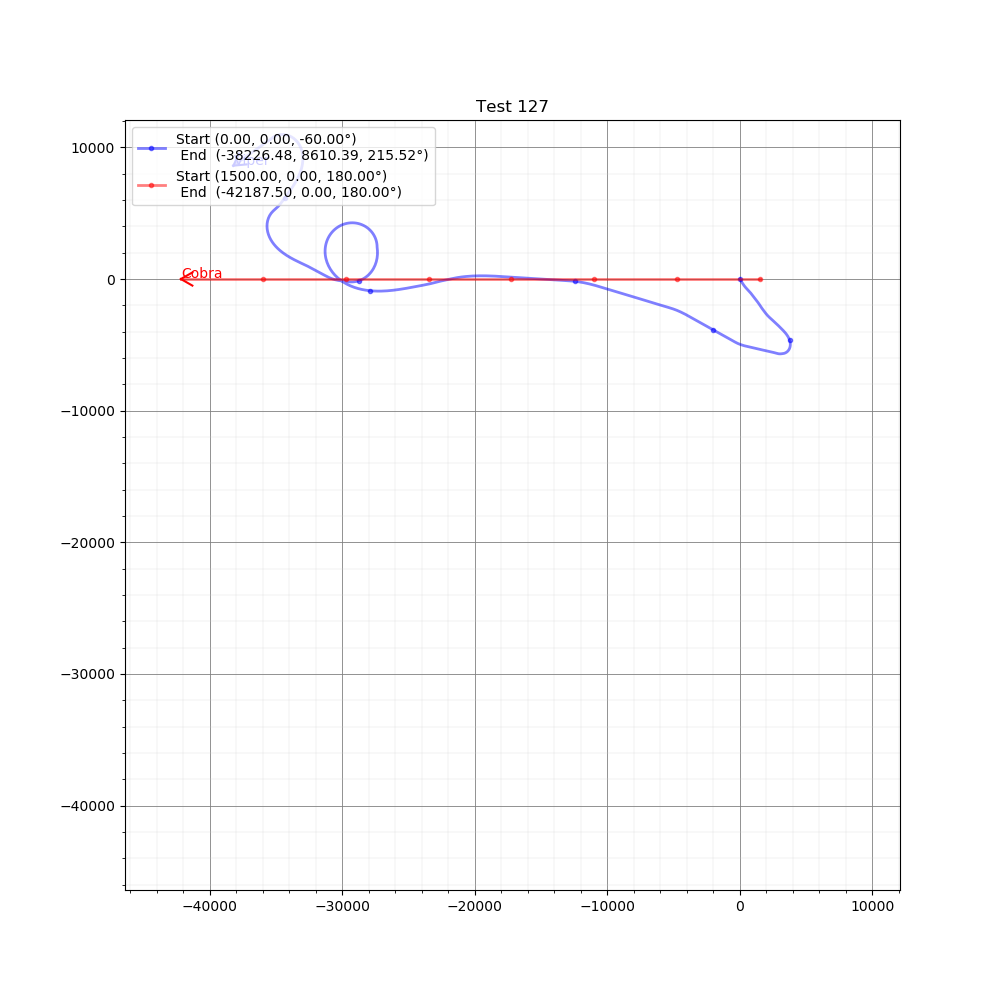 Test 127
Start (0.00, 0.00, -60.00°)
End (-38226.48, 8610.39, 215.52°)
Start (1500.00, 0.00, 180.00°)
End (-42187.50, 0.00, 180.00°)
Cobra
10000
0
−10000
−20000
−30000
−40000
−40000 −30000 −20000 −10000 0 10000